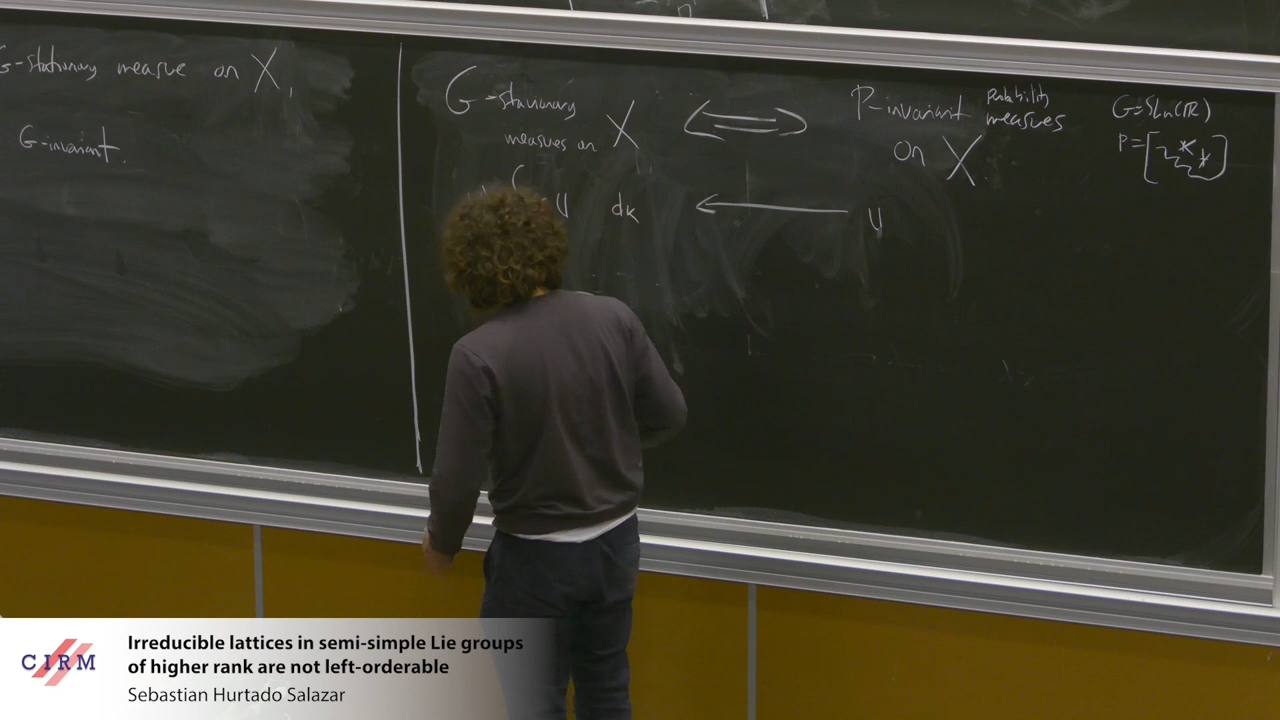 G-stationary measure on X,
G-invariant.
G-stationary
measures on X
⟺
P-invariant probability measures
on X
G=SLn(R)
P=[* *]
dk ← ν
CIRM
Irreducible lattices in semi-simple Lie groups
of higher rank are not left-orderable
Sebastian Hurtado Salazar